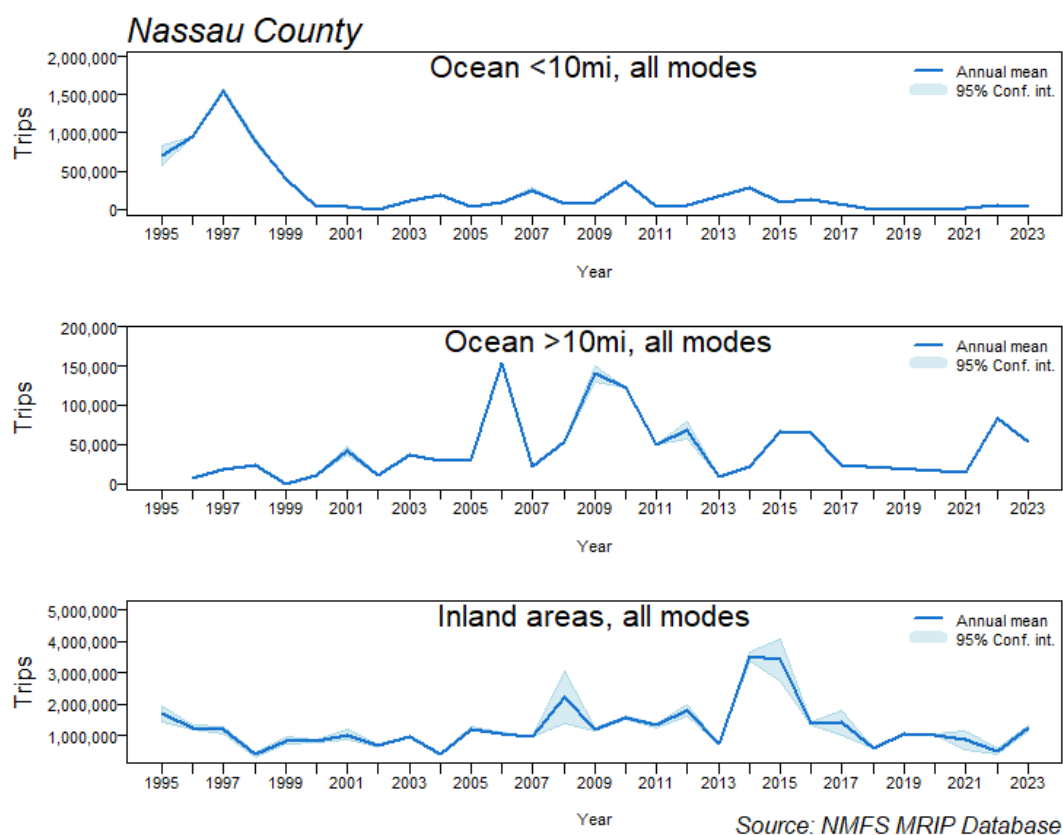 Nassau County
Ocean <10mi, all modes
Annual mean
95% Conf. int.
Trips
2,000,000
1,500,000
1,000,000
500,000
0
1995 1997 1999 2001 2003 2005 2007 2009 2011 2013 2015 2017 2019 2021 2023
Year
Ocean >10mi, all modes
Annual mean
95% Conf. int.
Trips
200,000
150,000
100,000
50,000
0
1995 1997 1999 2001 2003 2005 2007 2009 2011 2013 2015 2017 2019 2021 2023
Year
Inland areas, all modes
Annual mean
95% Conf. int.
Trips
5,000,000
4,000,000
3,000,000
2,000,000
1,000,000
1995 1997 1999 2001 2003 2005 2007 2009 2011 2013 2015 2017 2019 2021 2023
Year
Source: NMFS MRIP Database